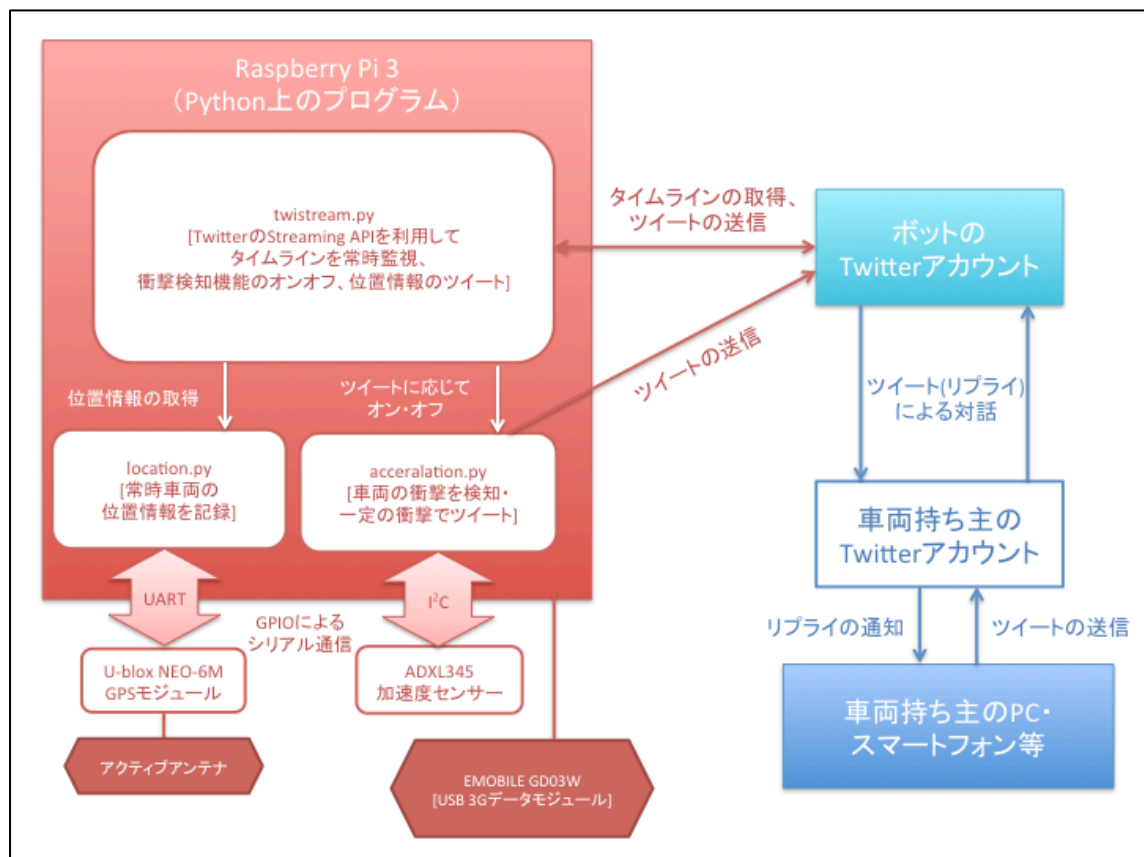 Raspberry Pi 3
（Python上のプログラム）
twistream.py
[TwitterのStreaming APIを利用して
タイムラインを常時監視、
衝撃検知機能のオンオフ、位置情報のツイート]
タイムラインの取得、
ツイートの送信
ボットの
Twitterアカウント
ツイートの送信
位置情報の取得
ツイートに応じて
オン・オフ
ツイート(リプライ)
による対話
location.py
[常時車両の
位置情報を記録]
acceralation.py
[車両の衝撃を検知・
一定の衝撃でツイート]
車両持ち主の
Twitterアカウント
UART
GPIOによる
シリアル通信
I²C
リプライの通知
ツイートの送信
U-blox NEO-6M
GPSモジュール
ADXL345
加速度センサー
車両持ち主のPC・
スマートフォン等
アクティブアンテナ
EMOBILE GD03W
[USB 3Gデータモジュール]